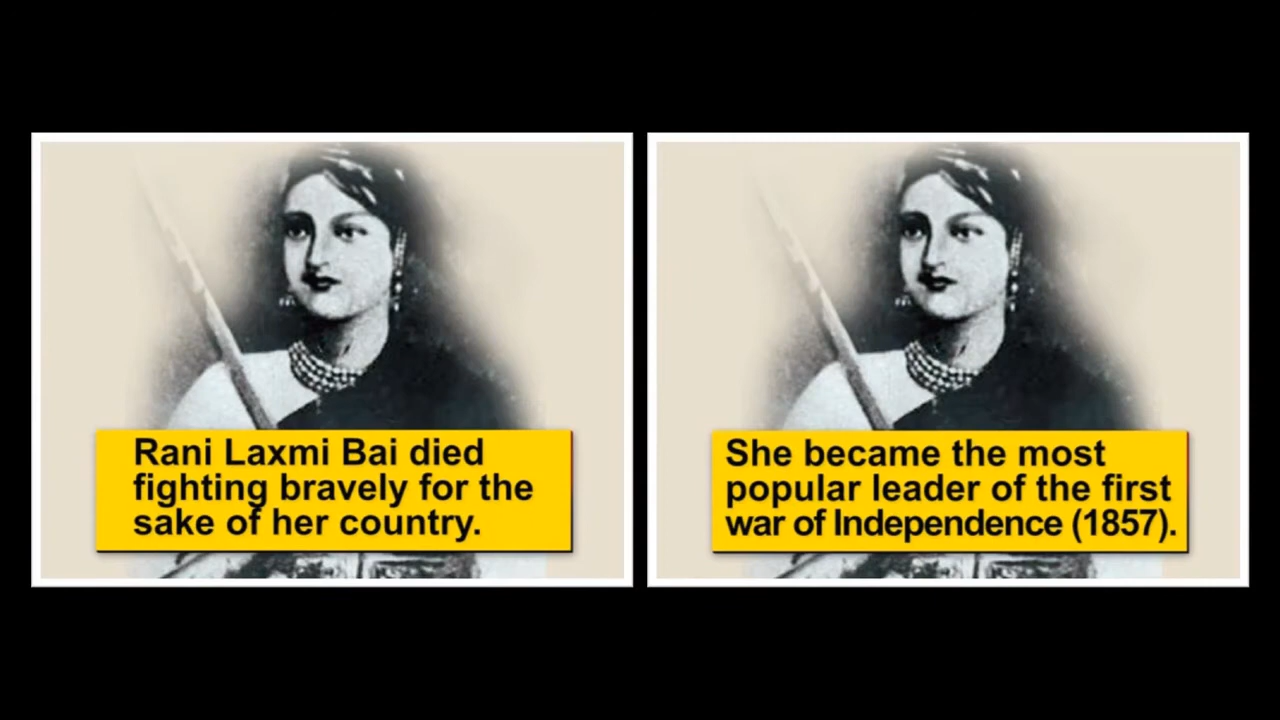 Rani Laxmi Bai died
fighting bravely for the
sake of her country.
She became the most
popular leader of the first
war of Independence (1857).